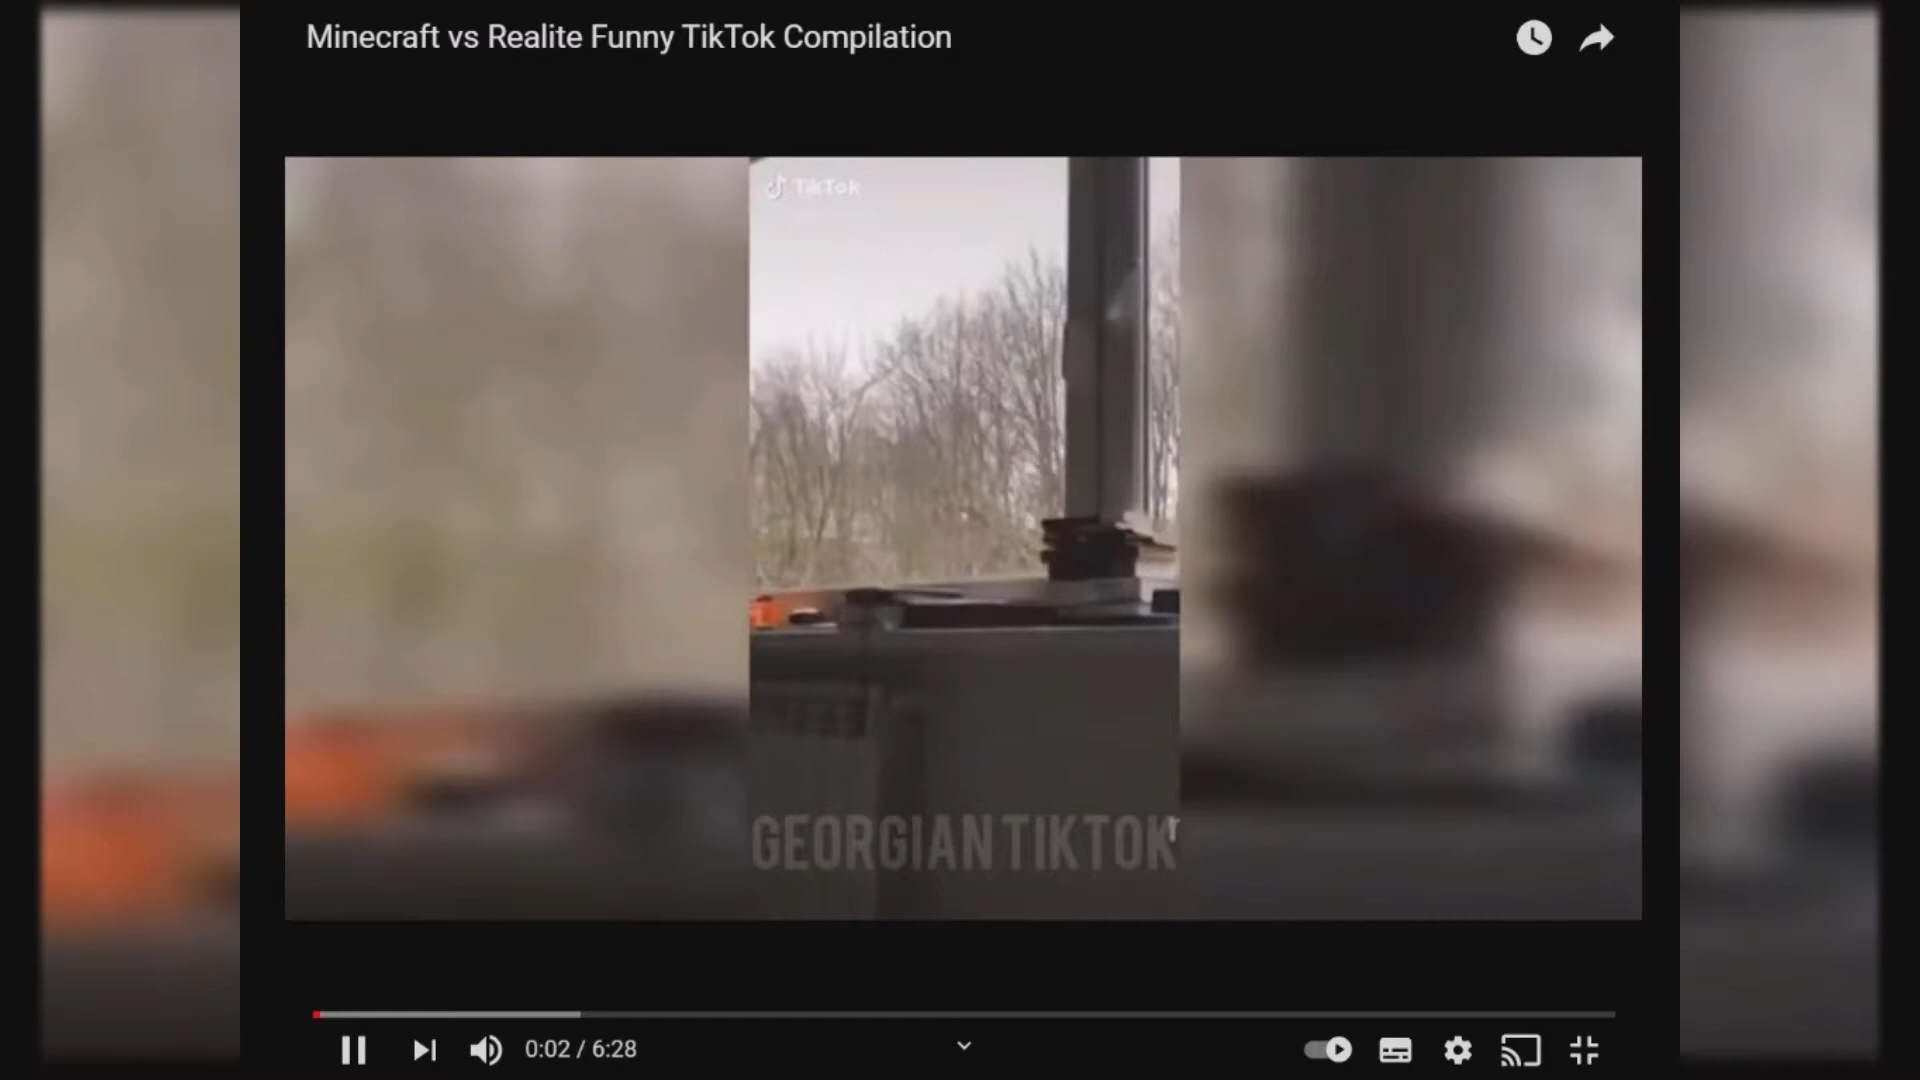 Minecraft vs Realite Funny TikTok Compilation
TikTok
GEORGIAN TIKTOK
0:02 / 6:28